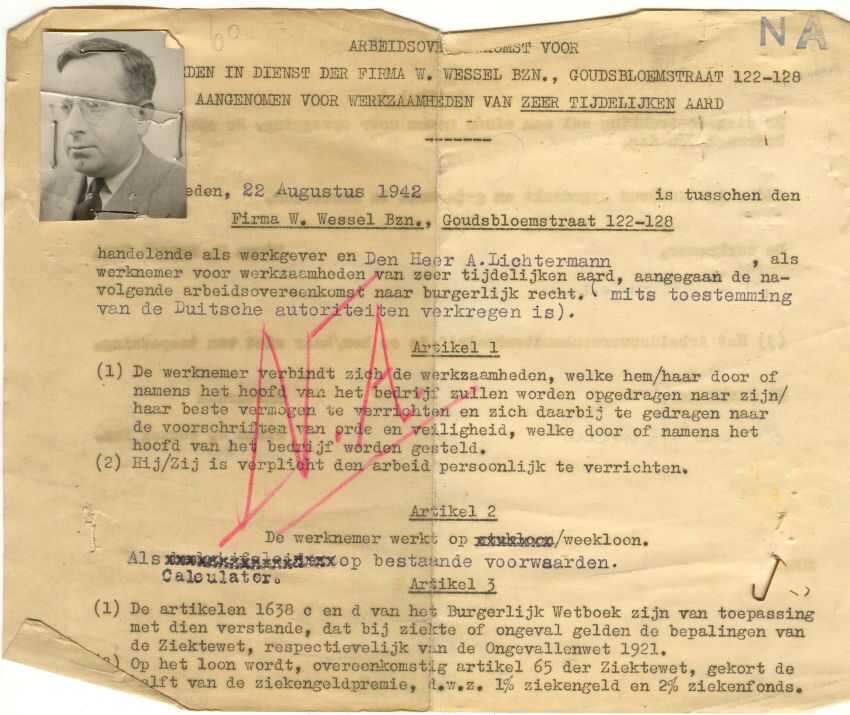 NA
ARBEIDSOVE KOMST VOOR
RDEN IN DIENST DER FIRMA W. WESSEL BZN., GOUDSBLOEMSTRAAT 122-128
AANGENOMEN VOOR WERKZAAMHEDEN VAN ZEER TIJDELIJKEN AARD
eden, 22 Augustus 1942 is tusschen den
Firma W. Wessel Bzn., Goudsbloemstraat 122-128
handelende als werkgever en Den Heer A.Lichtermann , als
werknemer voor werkzaamheden van zeer tijdelijken aard, aangegaan de na-
volgende arbeidsovereenkomst naar burgerlijk recht. ( mits toestemming
van de Duitsche autoriteiten verkregen is).
N.A.
Artikel 1
(1) De werknemer verbindt zich de werkzaamheden, welke hem/haar door of
namens het hoofd van het bedrijf zullen worden opgedragen naar zijn/
haar beste vermogen te verrichten en zich daarbij te gedragen naar
de voorschriften van orde en veiligheid, welke door of namens het
hoofd van het bedrijf worden gesteld.
(2) Hij/Zij is verplicht den arbeid persoonlijk te verrichten.
Artikel 2
De werknemer werkt op stukloon/weekloon.
Als op bestaande voorwaarden.
Calculator.
Artikel 3
(1) De artikelen 1638 c en d van het Burgerlijk Wetboek zijn van toepassing
met dien verstande, dat bij ziekte of ongeval gelden de bepalingen van
de Ziektewet, respectievelijk van de Ongevallenwet 1921.
Op het loon wordt, overeenkomstig artikel 65 der Ziektewet, gekort de
elft van de ziekengeldpremie, d.w.z. 1% ziekengeld en 2% ziekenfonds.